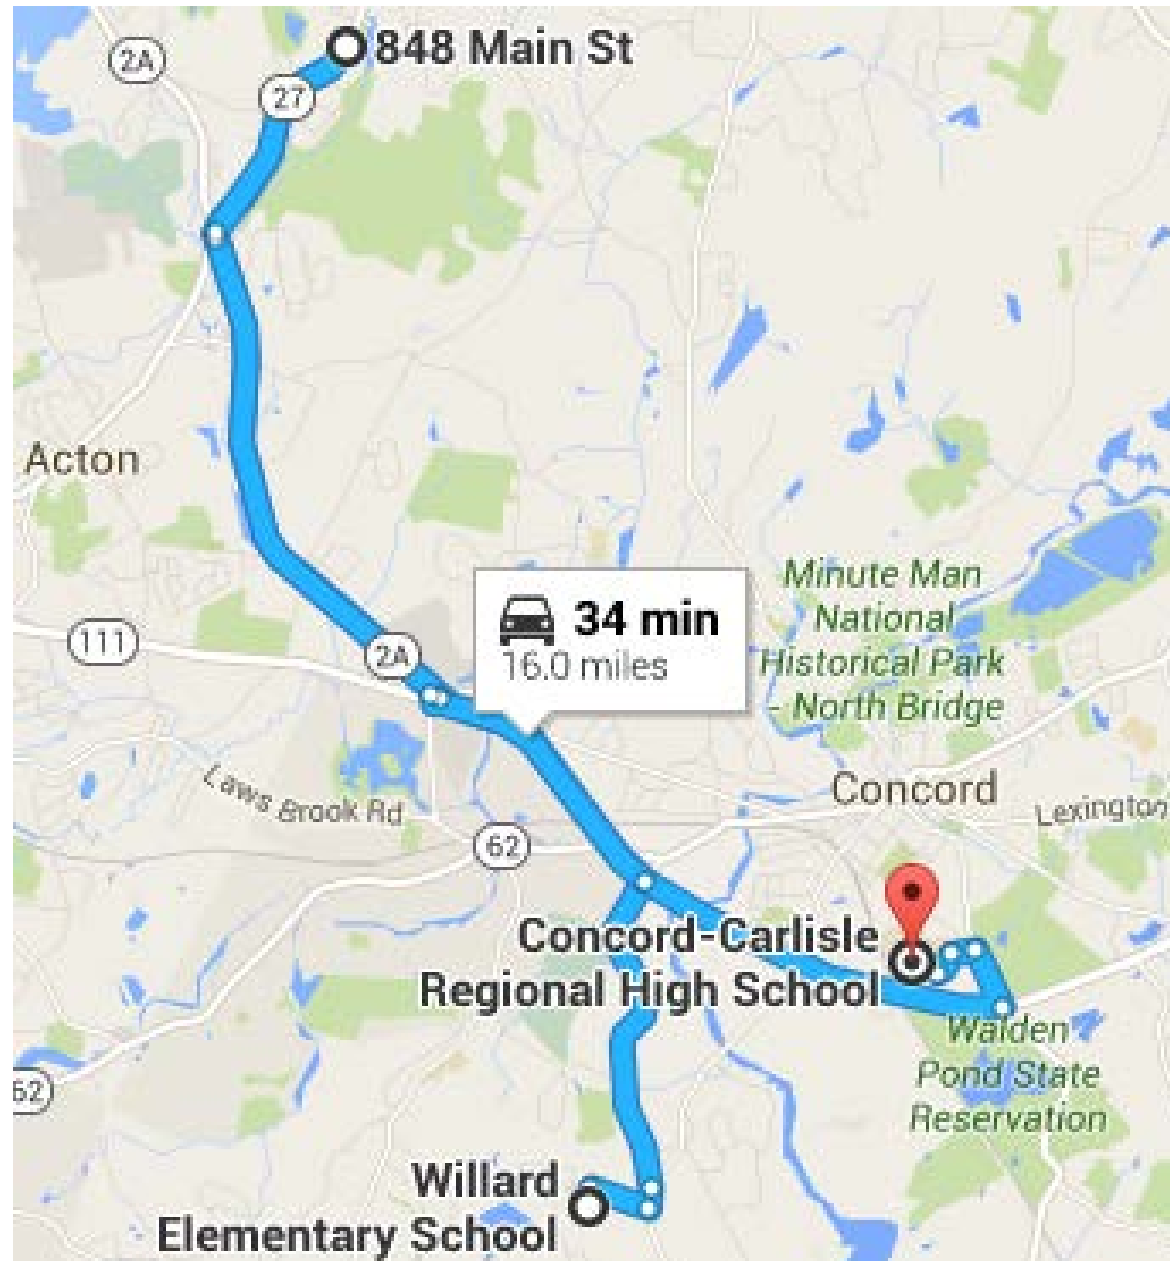 2A
848 Main St
27
Acton
Minute Man
National
Historical Park
- North Bridge
34 min
16.0 miles
111
2A
Laws Brook Rd
Concord
Lexington
62
Concord-Carlisle
Regional High School
Walden
Pond State
Reservation
62
Willard
Elementary School